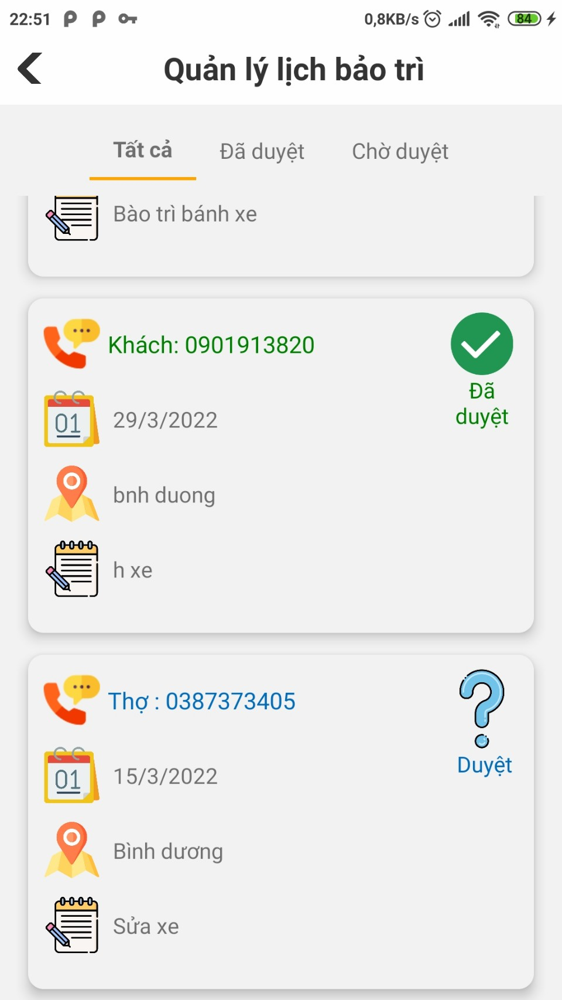 22:51
0,8KB/s
84
Quản lý lịch bảo trì
Tất cả
Đã duyệt
Chờ duyệt
Bào trì bánh xe
Khách: 0901913820
Đã
duyệt
01
29/3/2022
bnh duong
h xe
Thợ : 0387373405
Duyệt
01
15/3/2022
Bình dương
Sửa xe